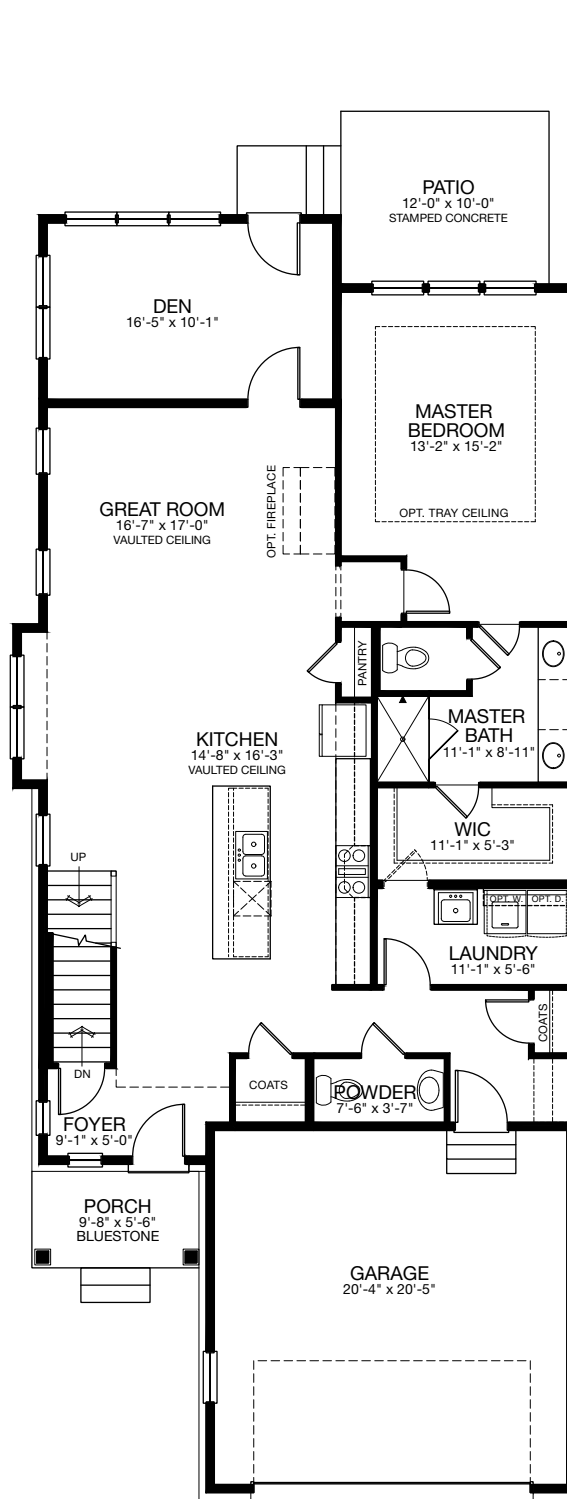 PATIO
12'-0" x 10'-0"
STAMPED CONCRETE
DEN
16'-5" x 10'-1"
MASTER
BEDROOM
13'-2" x 15'-2"
OPT. TRAY CEILING
GREAT ROOM
16'-7" x 17'-0"
VAULTED CEILING
OPT. FIREPLACE
PANTRY
MASTER
BATH
11'-1" x 8'-11"
KITCHEN
14'-8" x 16'-3"
VAULTED CEILING
WIC
11'-1" x 5'-3"
UP
OPT. W.
OPT. D.
LAUNDRY
11'-1" x 5'-6"
COATS
DN
COATS
POWDER
7'-6" x 3'-7"
FOYER
9'-1" x 5'-0"
PORCH
9'-8" x 5'-6"
BLUESTONE
GARAGE
20'-4" x 20'-5"